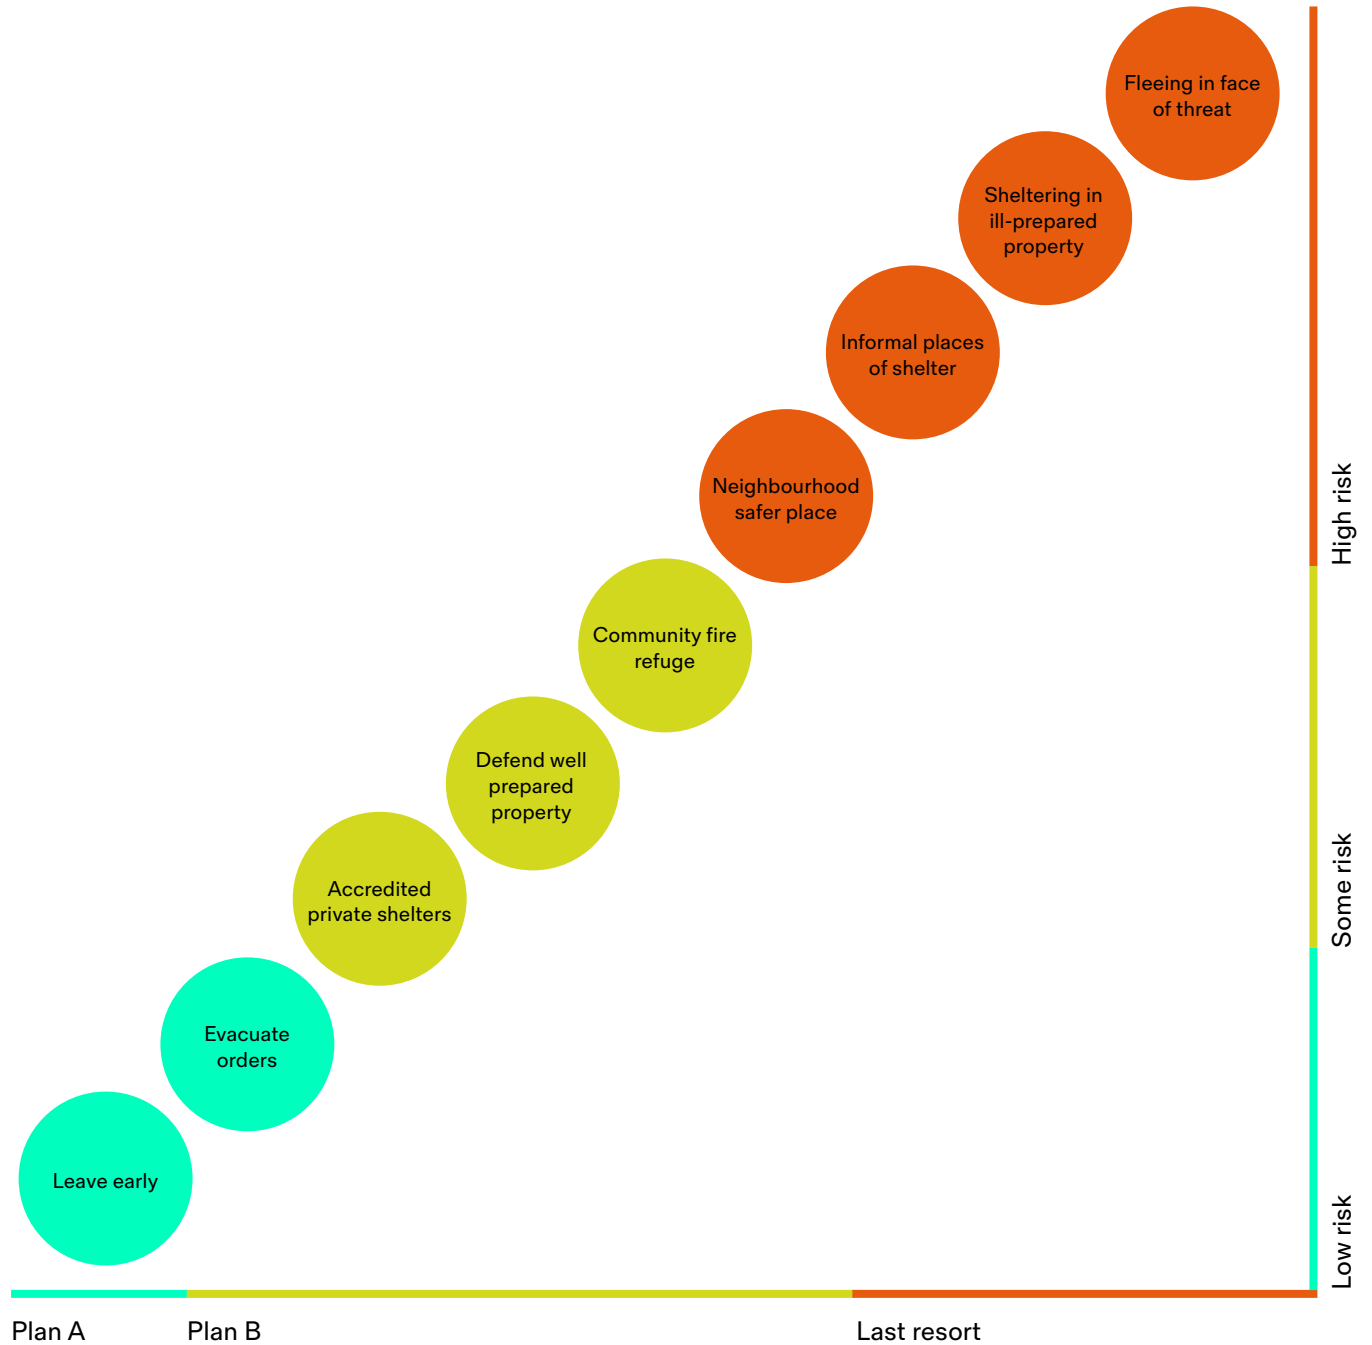 Fleeing in face
of threat
Sheltering in
ill-prepared
property
Informal places
of shelter
Neighbourhood
safer place
Community fire
refuge
Defend well
prepared
property
Accredited
private shelters
Evacuate
orders
Leave early
High risk
Some risk
Low risk
Plan A
Plan B
Last resort